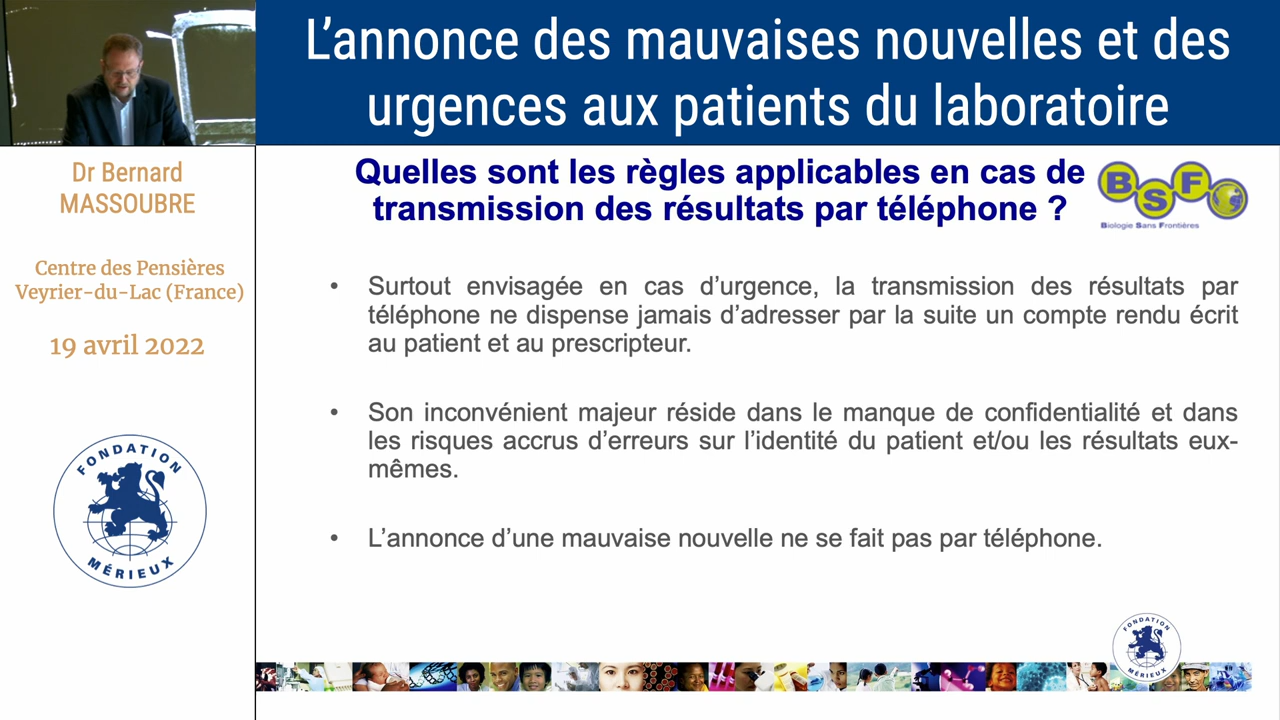 L'annonce des mauvaises nouvelles et des
urgences aux patients du laboratoire
Dr Bernard
MASSOUBRE
Centre des Pensières
Veyrier-du-Lac (France)
19 avril 2022
FONDATION
MÉRIEUX
Quelles sont les règles applicables en cas de
transmission des résultats par téléphone ?
BSF
Biologie Sans Frontières
• Surtout envisagée en cas d'urgence, la transmission des résultats par
téléphone ne dispense jamais d'adresser par la suite un compte rendu écrit
au patient et au prescripteur.
• Son inconvénient majeur réside dans le manque de confidentialité et dans
les risques accrus d'erreurs sur l'identité du patient et/ou les résultats eux-
mêmes.
• L'annonce d'une mauvaise nouvelle ne se fait pas par téléphone.
FONDATION
MÉRIEUX